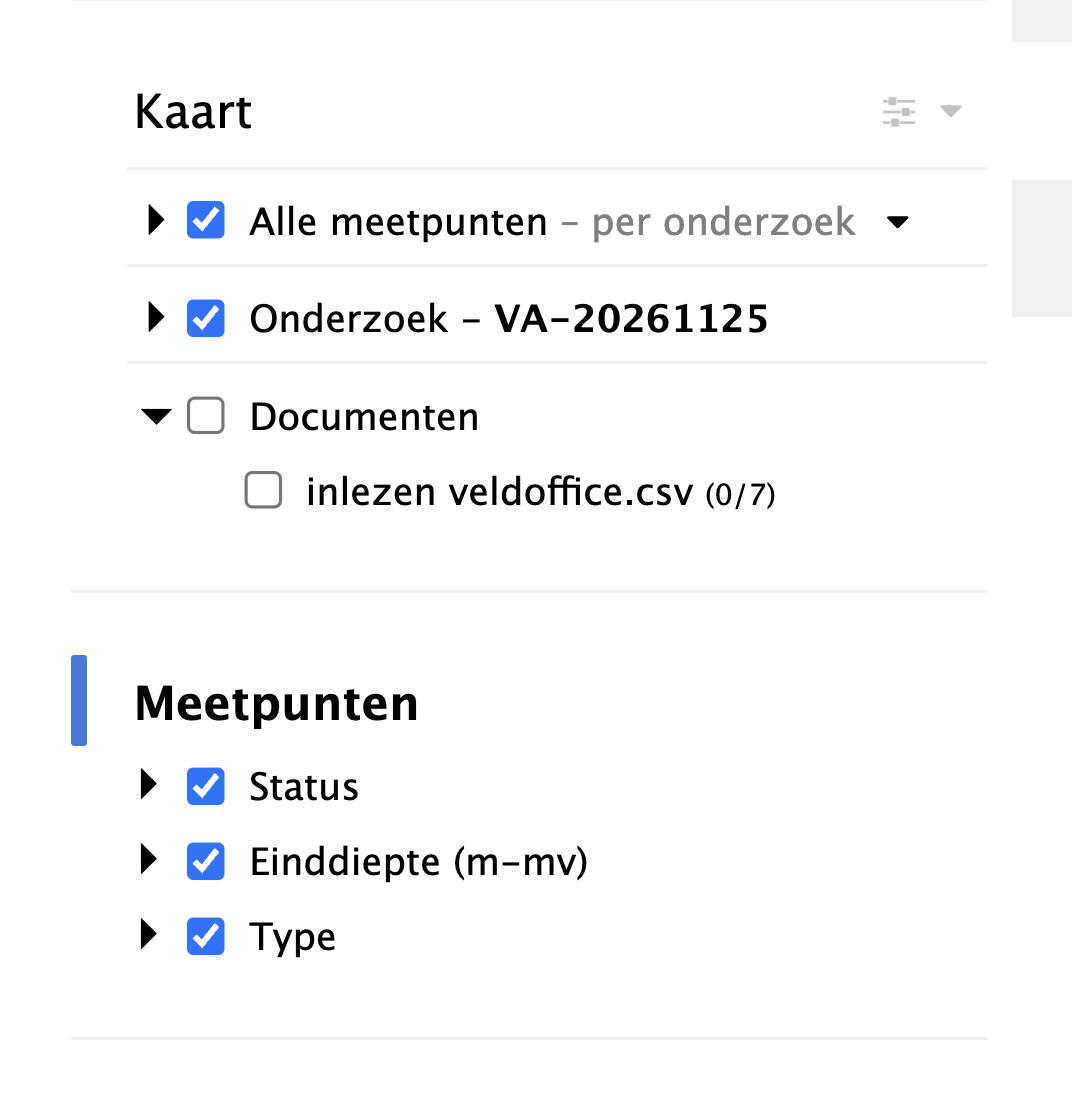 Kaart
Alle meetpunten – per onderzoek
Onderzoek – VA-20261125
Documenten
inlezen veldoffice.csv (0/7)
Meetpunten
Status
Einddiepte (m-mv)
Type